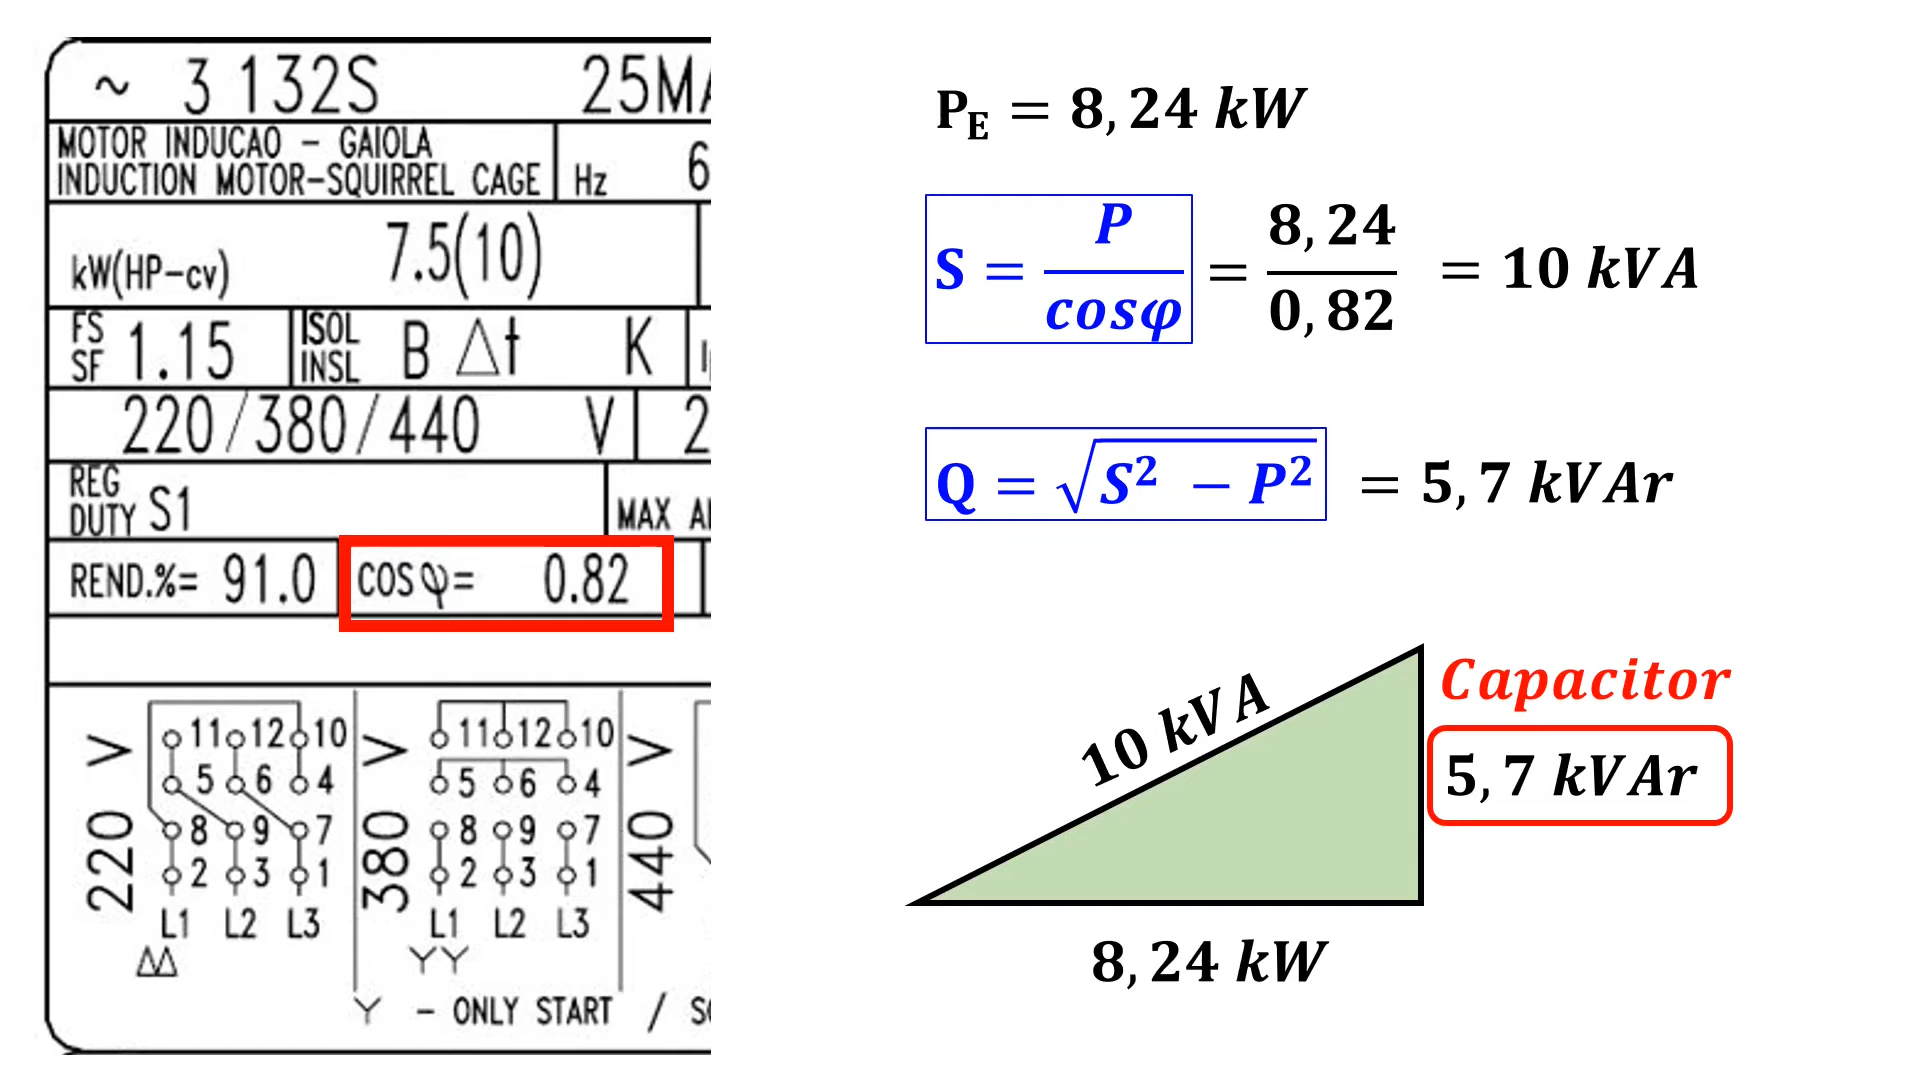 ~ 3 132S 25M
MOTOR INDUCAO - GAIOLA
INDUCTION MOTOR-SQUIRREL CAGE Hz 6
kW(HP-cv) 7.5(10)
FS
SF 1.15 ISOL
INSL B Δt K
220/380/440 V 2
REG
DUTY S1 MAX A
REND.%= 91.0 COSφ= 0.82
220 V
11 12 10
5 6 4
8 9 7
2 3 1
L1 L2 L3
ΔΔ
380 V
11 12 10
5 6 4
8 9 7
2 3 1
L1 L2 L3
YY
440 V
Y - ONLY START / S
P_E = 8,24 kW
S = P/cosφ = 8,24/0,82 = 10 kVA
Q = √(S² - P²) = 5,7 kVAr
10 kVA
Capacitor
5,7 kVAr
8,24 kW